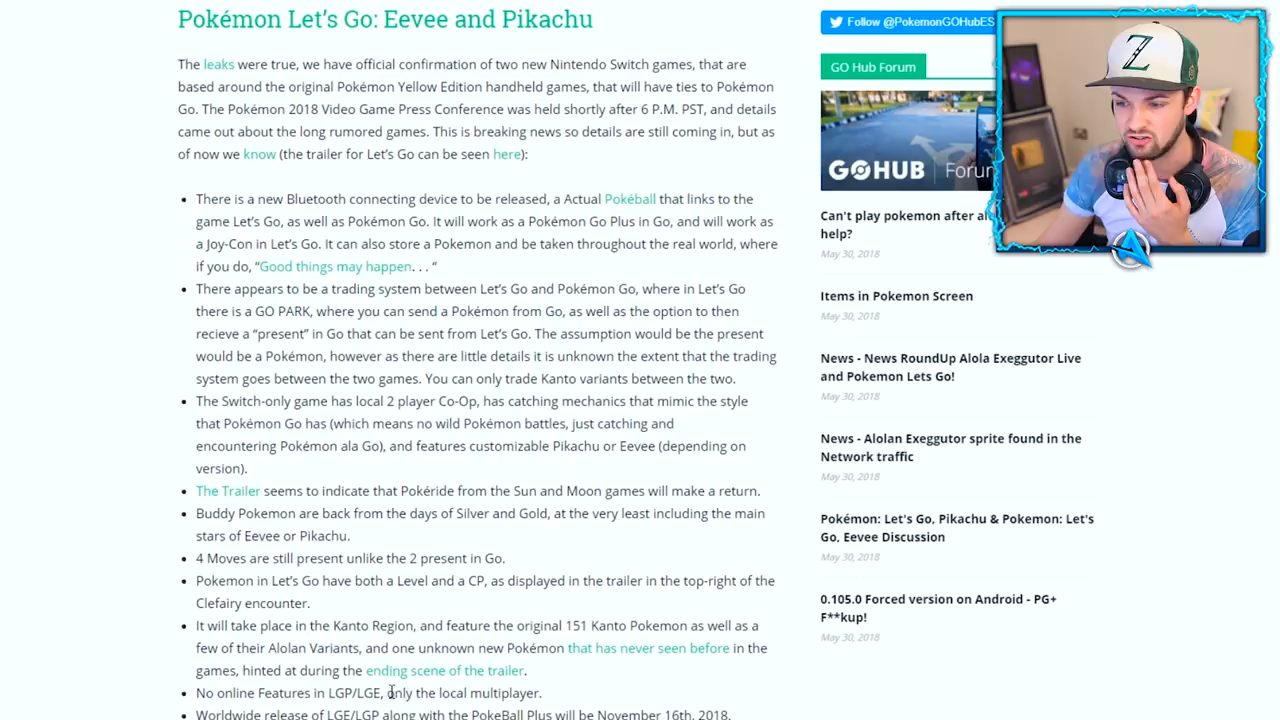 Pokémon Let's Go: Eevee and Pikachu
The leaks were true, we have official confirmation of two new Nintendo Switch games, that are
based around the original Pokémon Yellow Edition handheld games, that will have ties to Pokémon
Go. The Pokémon 2018 Video Game Press Conference was held shortly after 6 P.M. PST, and details
came out about the long rumored games. This is breaking news so details are still coming in, but as
of now we know (the trailer for Let's Go can be seen here):
• There is a new Bluetooth connecting device to be released, a Actual Pokéball that links to the
game Let's Go, as well as Pokémon Go. It will work as a Pokémon Go Plus in Go, and will work as
a Joy-Con in Let's Go. It can also store a Pokemon and be taken throughout the real world, where
if you do, “Good things may happen. . . “
• There appears to be a trading system between Let's Go and Pokémon Go, where in Let's Go
there is a GO PARK, where you can send a Pokémon from Go, as well as the option to then
recieve a “present” in Go that can be sent from Let's Go. The assumption would be the present
would be a Pokémon, however as there are little details it is unknown the extent that the trading
system goes between the two games. You can only trade Kanto variants between the two.
• The Switch-only game has local 2 player Co-Op, has catching mechanics that mimic the style
that Pokémon Go has (which means no wild Pokémon battles, just catching and
encountering Pokémon ala Go), and features customizable Pikachu or Eevee (depending on
version).
• The Trailer seems to indicate that Pokéride from the Sun and Moon games will make a return.
• Buddy Pokemon are back from the days of Silver and Gold, at the very least including the main
stars of Eevee or Pikachu.
• 4 Moves are still present unlike the 2 present in Go.
• Pokemon in Let's Go have both a Level and a CP, as displayed in the trailer in the top-right of the
Clefairy encounter.
• It will take place in the Kanto Region, and feature the original 151 Kanto Pokemon as well as a
few of their Alolan Variants, and one unknown new Pokémon that has never seen before in the
games, hinted at during the ending scene of the trailer.
• No online Features in LGP/LGE, only the local multiplayer.
• Worldwide release of LGE/LGP along with the PokeBall Plus will be November 16th, 2018.
Follow @PokemonGOHubES
GO Hub Forum
GOHUB | Forum
Can't play pokemon after
help?
May 30, 2018
Items in Pokemon Screen
May 30, 2018
News - News RoundUp Alola Exeggutor Live
and Pokemon Lets Go!
May 30, 2018
News - Alolan Exeggutor sprite found in the
Network traffic
May 30, 2018
Pokémon: Let's Go, Pikachu & Pokemon: Let's
Go, Eevee Discussion
May 30, 2018
0.105.0 Forced version on Android - PG+
F**kup!
May 30, 2018
Z